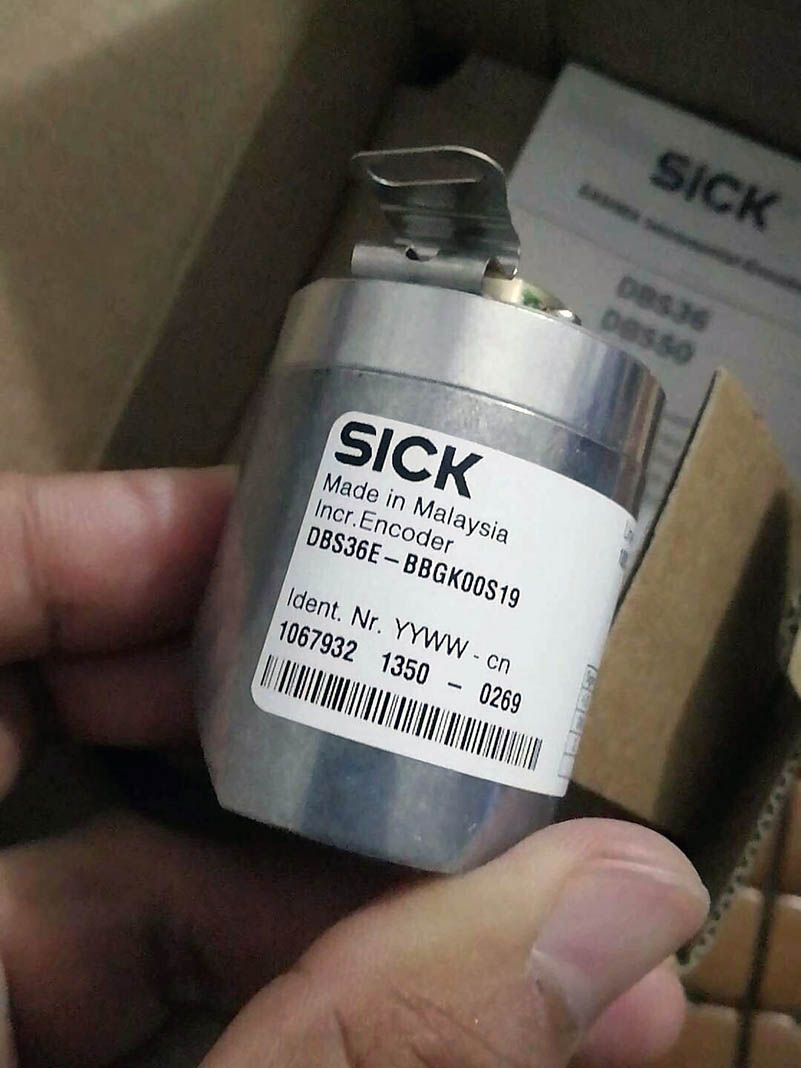 SICK
DBS36
DBS50
SICK
Made in Malaysia
Incr.Encoder
DBS36E-BBGK00S19
Ident. Nr. YYWW - cn
1067932 1350 - 0269